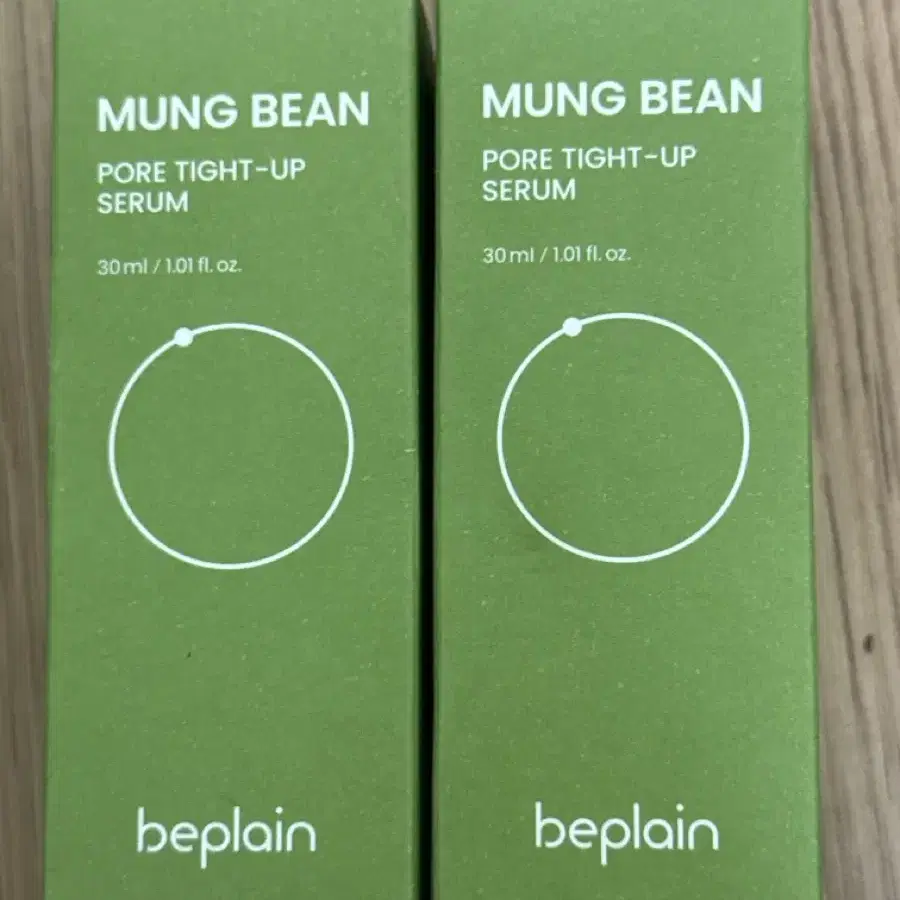 MUNG BEAN
PORE TIGHT-UP
SERUM
30 ml / 1.01 fl. oz.
beplain
MUNG BEAN
PORE TIGHT-UP
SERUM
30 ml / 1.01 fl. oz.
beplain